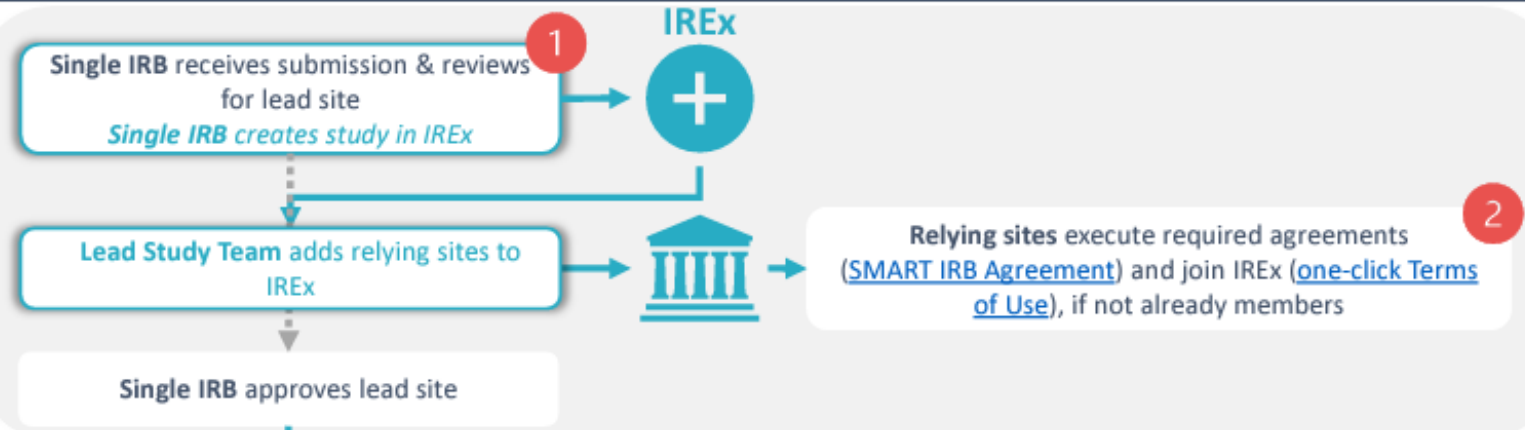 IREx
1
Single IRB receives submission & reviews
for lead site
Single IRB creates study in IREx
2
Lead Study Team adds relying sites to
IREx
Relying sites execute required agreements
(SMART IRB Agreement) and join IREx (one-click Terms
of Use), if not already members
Single IRB approves lead site